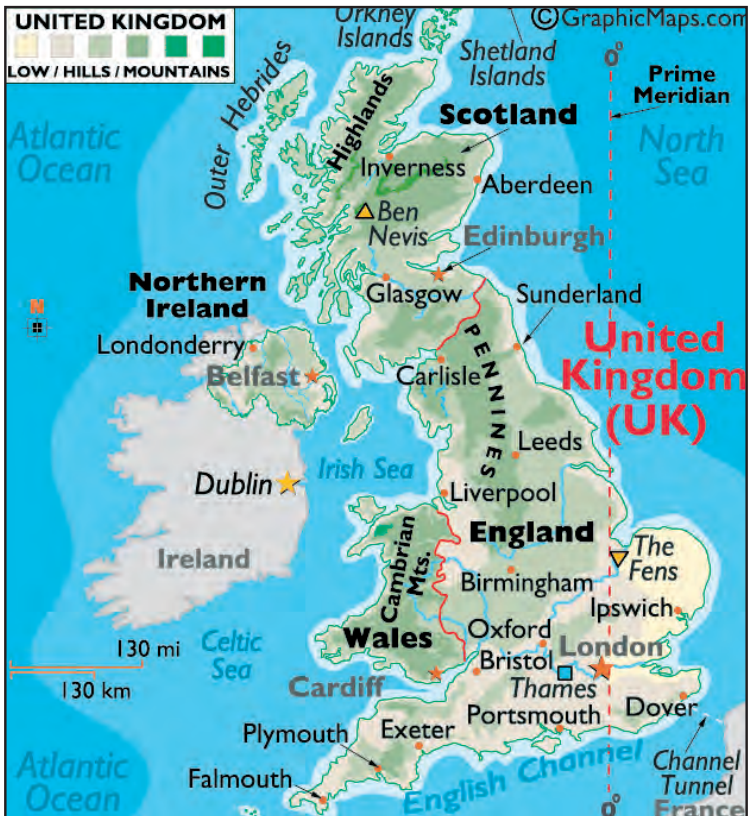 UNITED KINGDOM
LOW / HILLS / MOUNTAINS
Orkney
Islands
©GraphicMaps.com
Shetland
Islands
0°
Prime
Meridian
Outer Hebrides
Highlands
Scotland
Atlantic
Ocean
North
Sea
Inverness
Aberdeen
Ben
Nevis
Edinburgh
Northern
Ireland
Glasgow
Sunderland
N
Londonderry
Belfast
Carlisle
PENNINES
United
Kingdom
(UK)
Leeds
Irish Sea
Dublin
Liverpool
England
Ireland
Cambrian
Mts.
The
Fens
Birmingham
Ipswich
130 mi
130 km
Celtic
Sea
Wales
Oxford
London
Bristol
Cardiff
Thames
Portsmouth
Dover
Plymouth
Exeter
Channel
Tunnel
Falmouth
English Channel
Atlantic
Ocean
0°
France